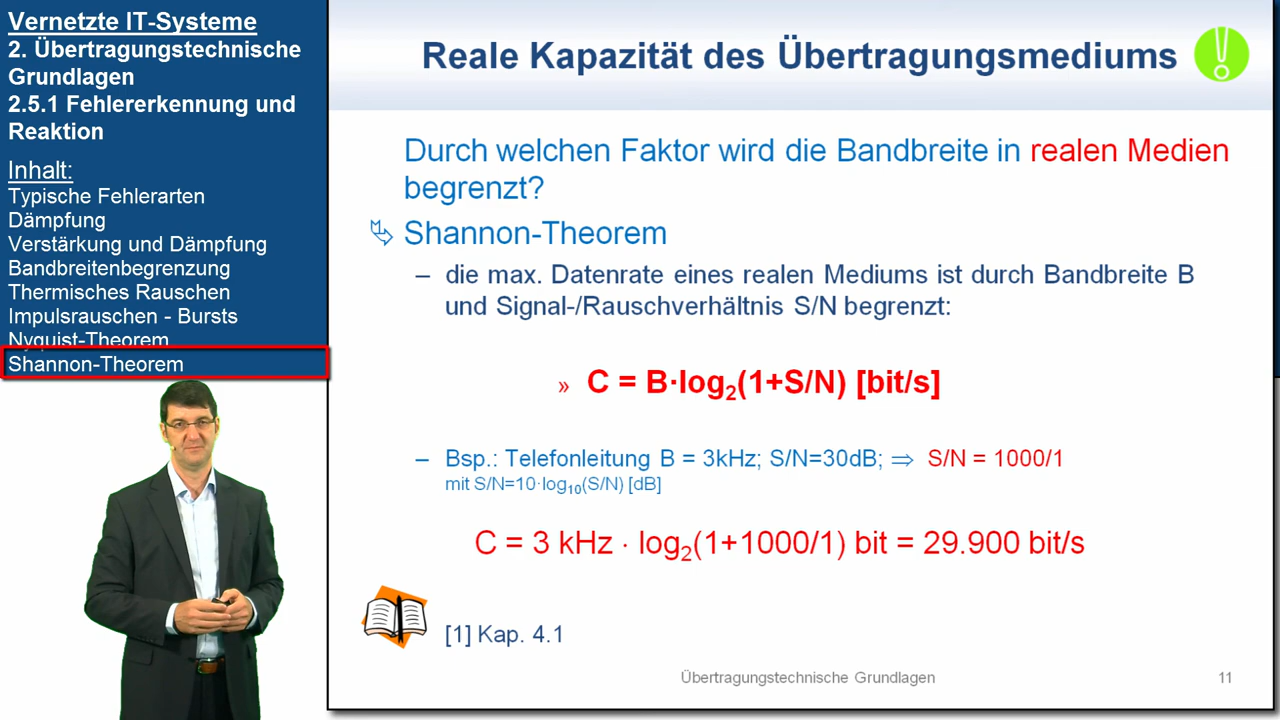 Vernetzte IT-Systeme
2. Übertragungstechnische
Grundlagen
2.5.1 Fehlererkennung und
Reaktion
Inhalt:
Typische Fehlerarten
Dämpfung
Verstärkung und Dämpfung
Bandbreitenbegrenzung
Thermisches Rauschen
Impulsrauschen - Bursts
Nyquist-Theorem
Shannon-Theorem
Reale Kapazität des Übertragungsmediums
Durch welchen Faktor wird die Bandbreite in realen Medien
begrenzt?
Shannon-Theorem
– die max. Datenrate eines realen Mediums ist durch Bandbreite B
und Signal-/Rauschverhältnis S/N begrenzt:
» C = B·log₂(1+S/N) [bit/s]
– Bsp.: Telefonleitung B = 3kHz; S/N=30dB; ⇒ S/N = 1000/1
mit S/N=10·log₁₀(S/N) [dB]
C = 3 kHz · log₂(1+1000/1) bit = 29.900 bit/s
[1] Kap. 4.1
Übertragungstechnische Grundlagen 11